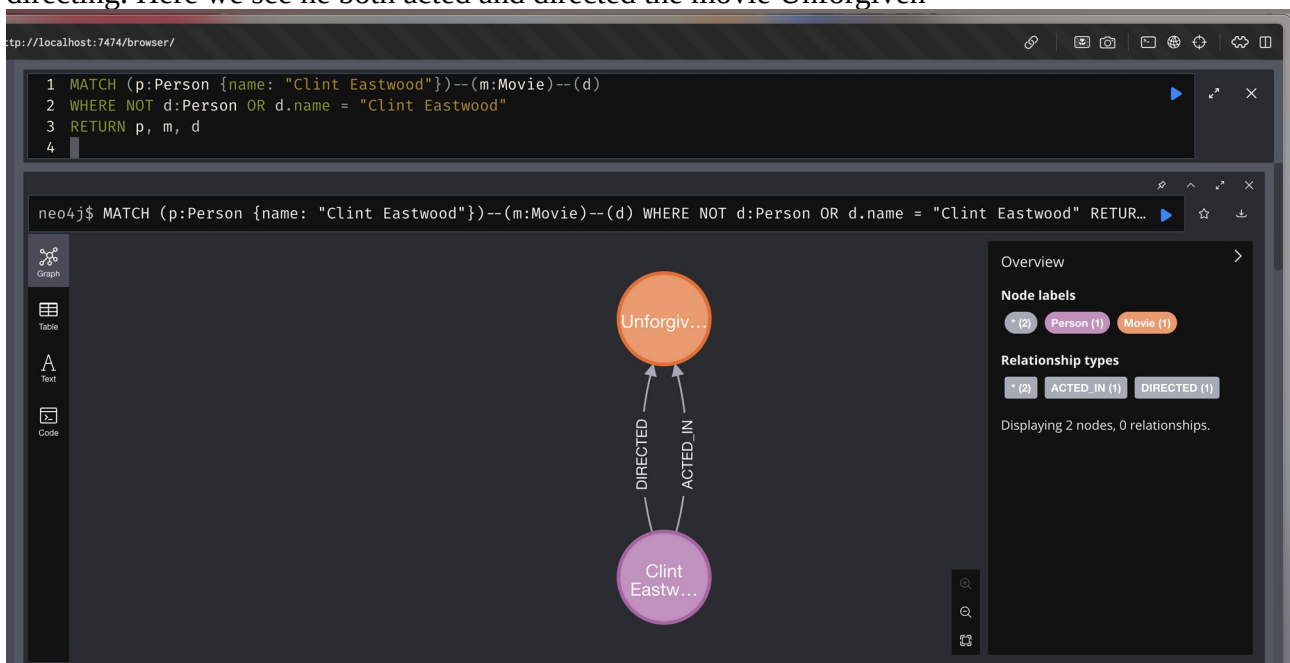 directing. Here we see he both acted and directed the movie Unforgiven
ttp://localhost:7474/browser/
1 MATCH (p:Person {name: "Clint Eastwood"})--(m:Movie)--(d)
2 WHERE NOT d:Person OR d.name = "Clint Eastwood"
3 RETURN p, m, d
4
neo4j$ MATCH (p:Person {name: "Clint Eastwood"})--(m:Movie)--(d) WHERE NOT d:Person OR d.name = "Clint Eastwood" RETUR…
Graph
Table
A
Text
Code
Unforgiv…
DIRECTED
ACTED_IN
Clint
Eastw…
Overview
Node labels
* (2) Person (1) Movie (1)
Relationship types
* (2) ACTED_IN (1) DIRECTED (1)
Displaying 2 nodes, 0 relationships.